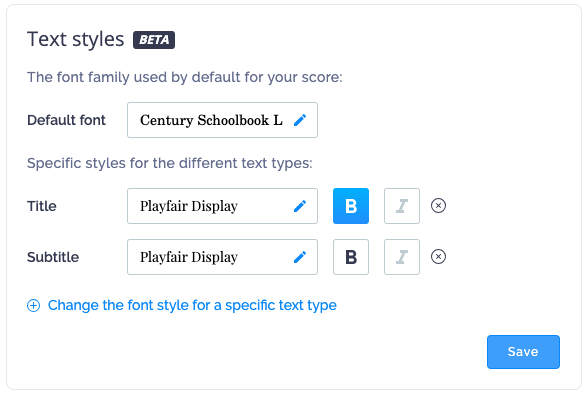 Text styles BETA
The font family used by default for your score:
Default font Century Schoolbook L
Specific styles for the different text types:
Title Playfair Display B I
Subtitle Playfair Display B I
Change the font style for a specific text type
Save